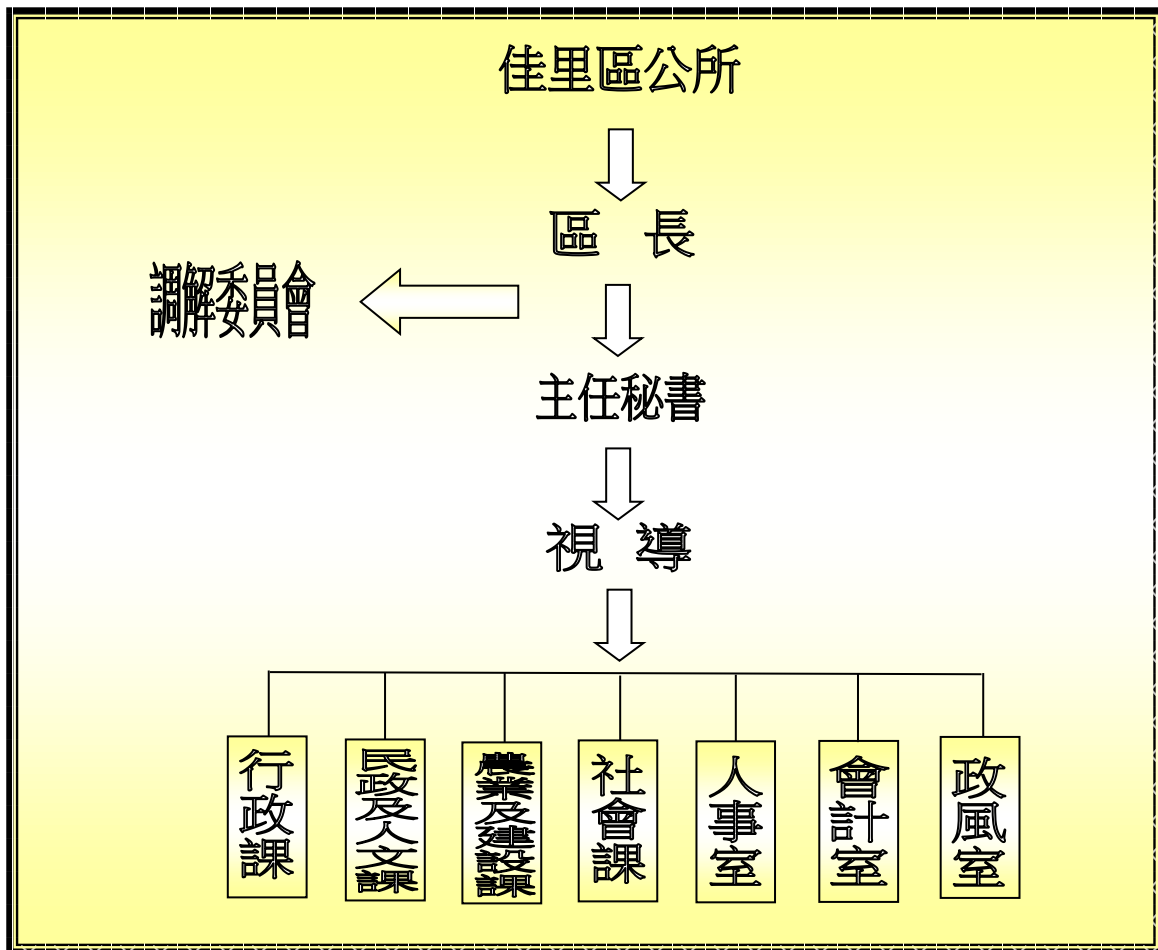 佳里區公所
區 長
調解委員會
主任秘書
視 導
行政課
民政及人文課
農業及建設課
社會課
人事室
會計室
政風室